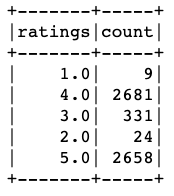 +-------+-----+
|ratings|count|
+-------+-----+
|    1.0|    9|
|    4.0| 2681|
|    3.0|  331|
|    2.0|   24|
|    5.0| 2658|
+-------+-----+